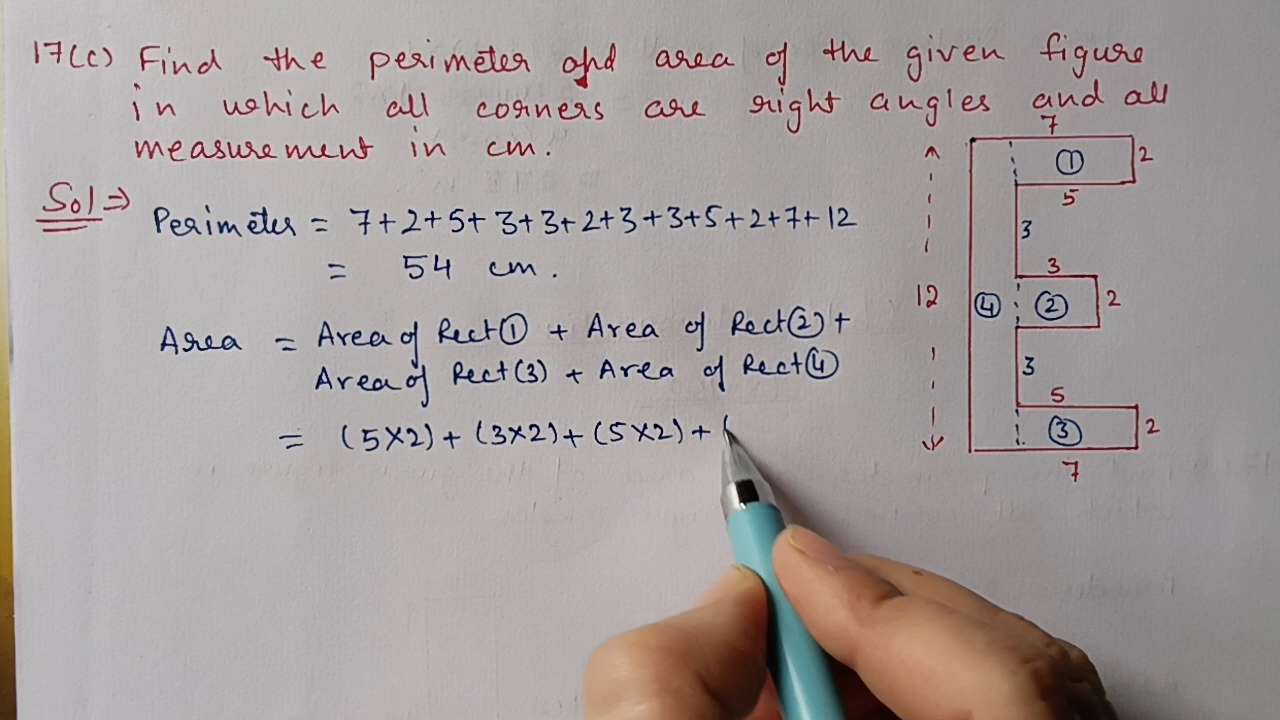 17(c) Find the perimeter and area of the given figure
in which all corners are right angles and all
measurement in cm.
Sol ⇒
Perimeter = 7+2+5+3+3+2+3+3+5+2+7+12
= 54 cm.
Area = Area of Rect① + Area of Rect② +
Area of Rect(3) + Area of Rect④
= (5×2) + (3×2) + (5×2) + (
7
① 2
5
3
3
12 ④ ② 2
3
5
③ 2
7